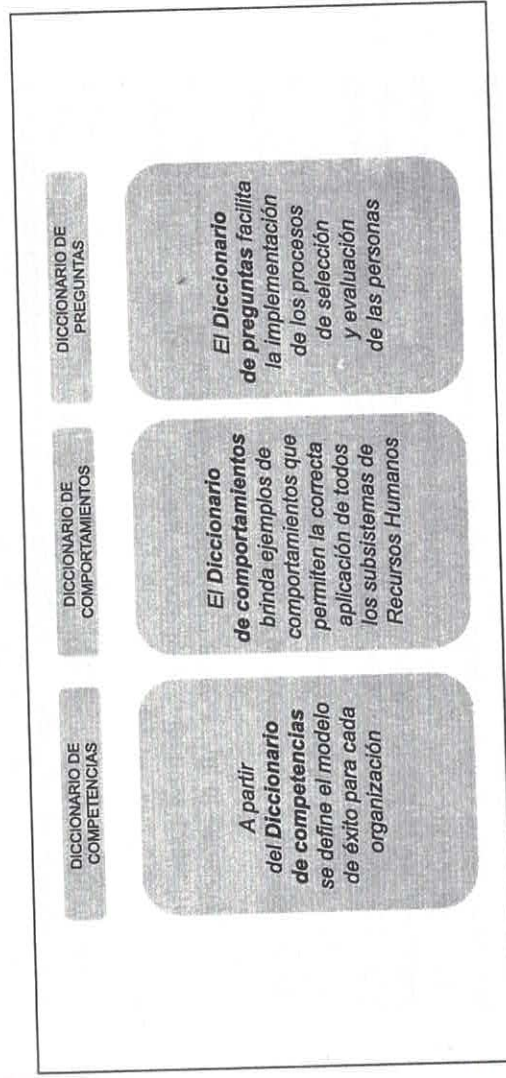 DICCIONARIO DE
COMPETENCIAS
A partir
del Diccionario
de competencias
se define el modelo
de éxito para cada
organización
DICCIONARIO DE
COMPORTAMIENTOS
El Diccionario
de comportamientos
brinda ejemplos de
comportamientos que
permiten la correcta
aplicación de todos
los subsistemas de
Recursos Humanos
DICCIONARIO DE
PREGUNTAS
El Diccionario
de preguntas facilita
la implementación
de los procesos
de selección
y evaluación
de las personas